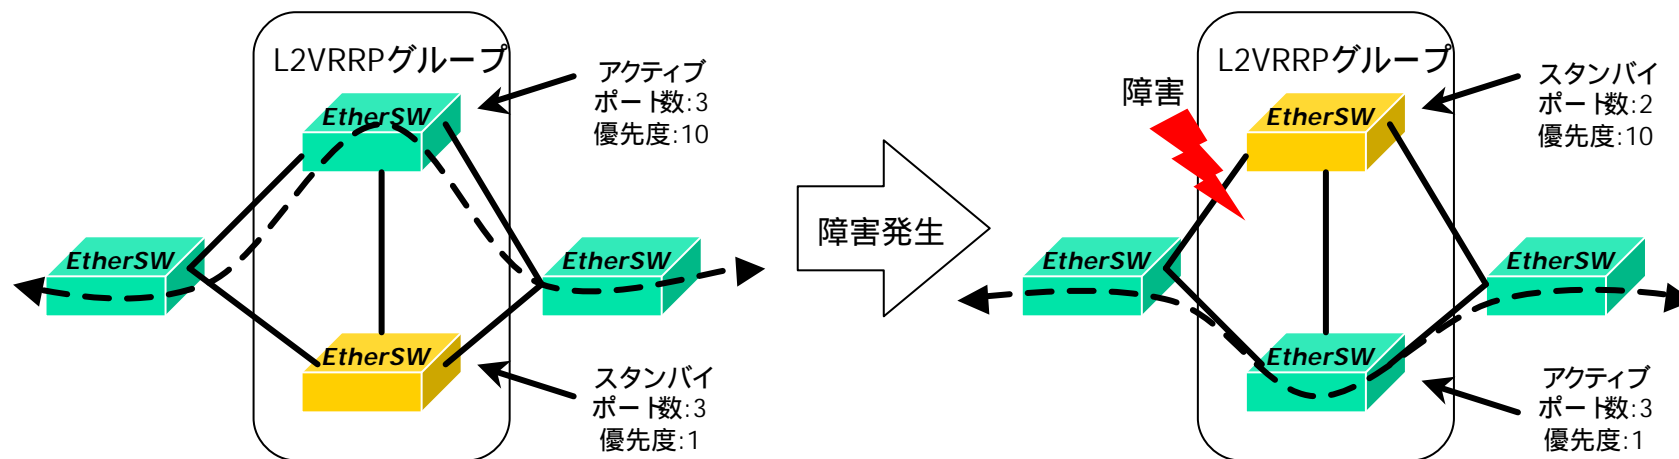 L2VRRPグループ
アクティブ
ポート数:3
優先度:10
EtherSW
EtherSW
EtherSW
EtherSW
スタンバイ
ポート数:3
優先度:1
障害発生
L2VRRPグループ
障害
スタンバイ
ポート数:2
優先度:10
EtherSW
EtherSW
EtherSW
EtherSW
アクティブ
ポート数:3
優先度:1